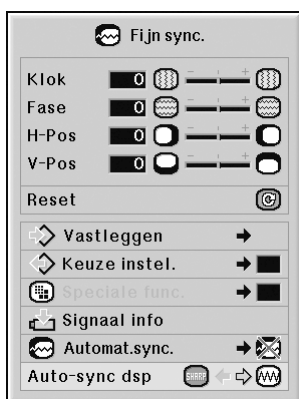 Fijn sync.
Klok 0 - +
Fase 0 - +
H-Pos 0 - +
V-Pos 0 - +
Reset
Vastleggen
Keuze instel.
Speciale func.
Signaal info
Automat.sync.
Auto-sync dsp SHARP